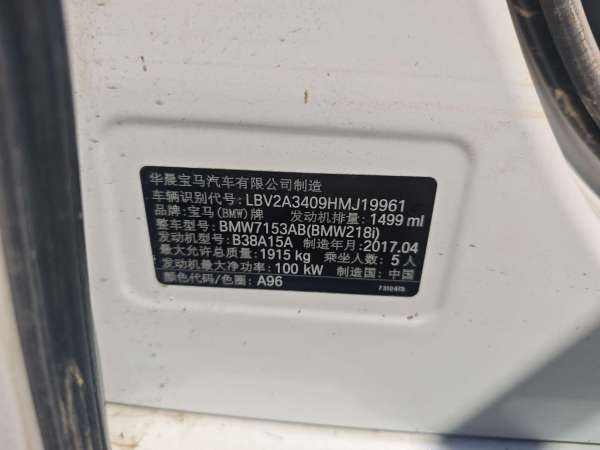 华晨宝马汽车有限公司制造
车辆识别代号: LBV2A3409HMJ19961
品牌: 宝马(BMW)牌 发动机排量: 1499 ml
整车型号: BMW7153AB(BMW218i)
发动机型号: B38A15A 制造年月: 2017.04
最大允许总质量: 1915 kg 乘坐人数: 5 人
发动机最大净功率: 100 kW 制造国: 中国
颜色代码/色圈: A96